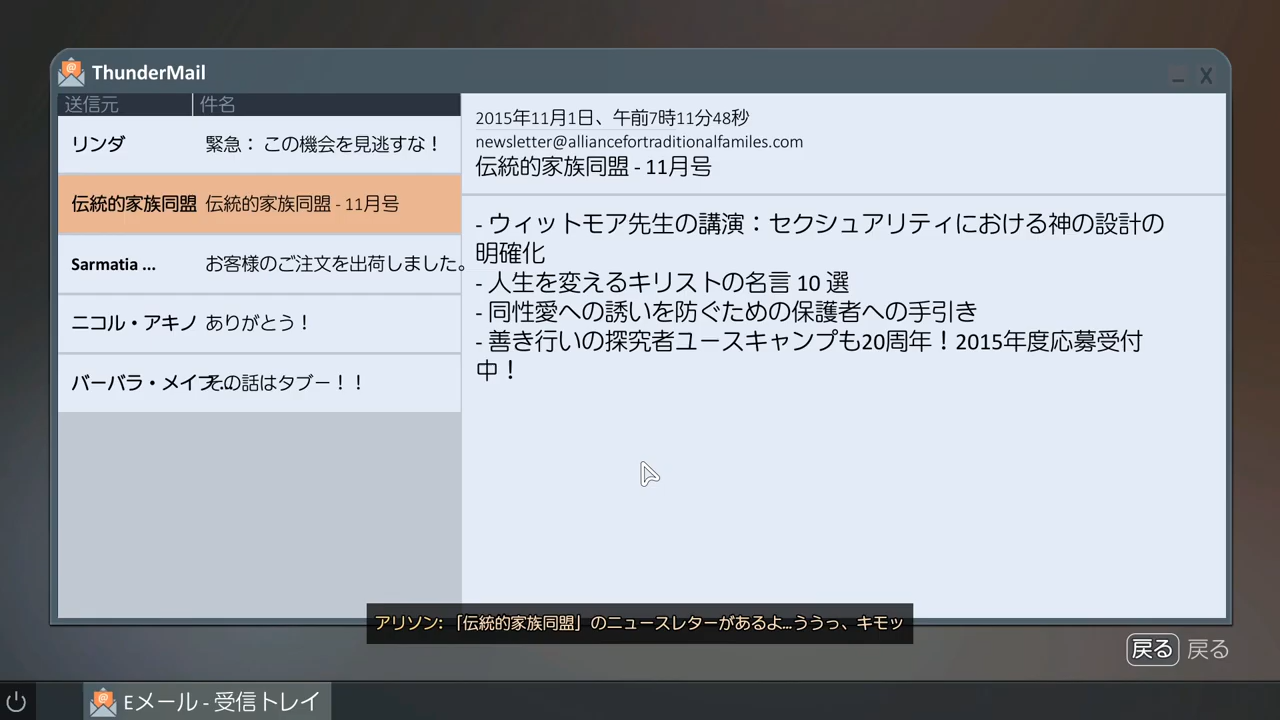 ThunderMail
送信元 件名
リンダ 緊急： この機会を見逃すな！
伝統的家族同盟 伝統的家族同盟 - 11月号
Sarmatia ... お客様のご注文を出荷しました。
ニコル・アキノ ありがとう！
バーバラ・メイフ... その話はタブー！！
2015年11月1日、午前7時11分48秒
newsletter@alliancefortraditionalfamiles.com
伝統的家族同盟 - 11月号
- ウィットモア先生の講演：セクシュアリティにおける神の設計の
明確化
- 人生を変えるキリストの名言 10 選
- 同性愛への誘いを防ぐための保護者への手引き
- 善き行いの探究者ユースキャンプも20周年！2015年度応募受付
中！
アリソン:「伝統的家族同盟」のニュースレターがあるよ...ううっ、キモッ
戻る 戻る
Eメール - 受信トレイ